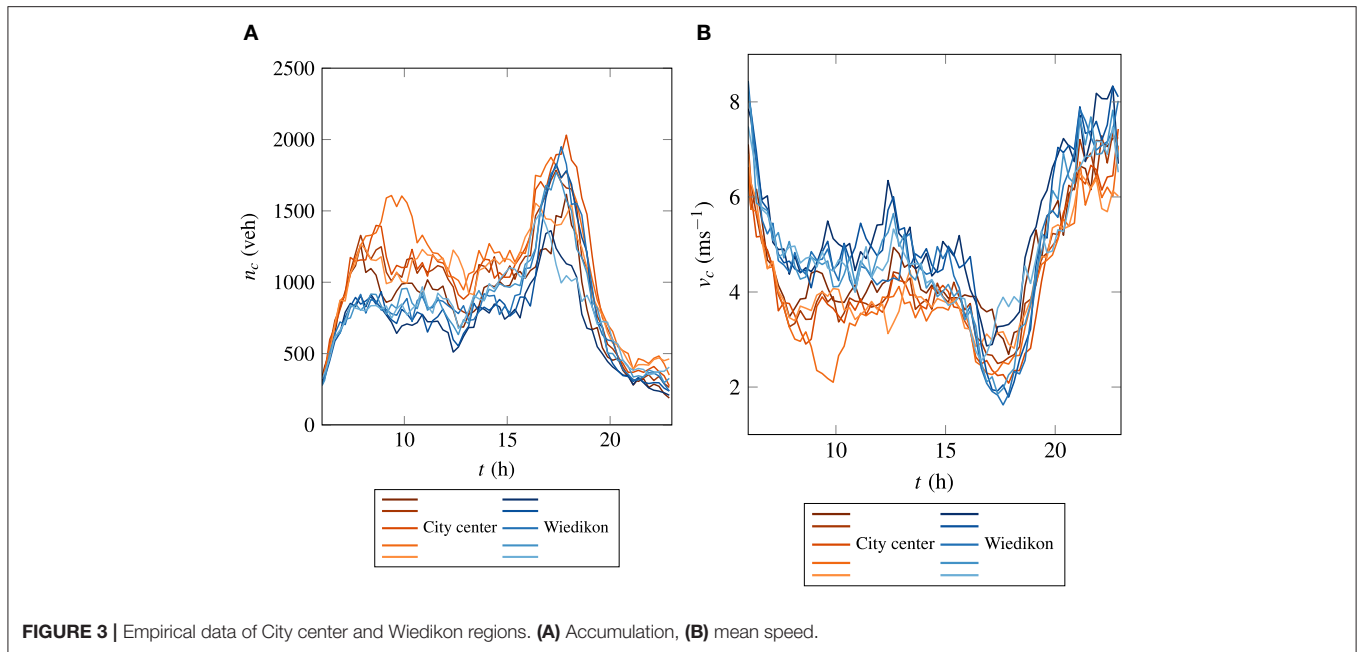 A
2500
2000
1500
1000
500
0
n_c (veh)
10 15 20
t (h)
City center Wiedikon
B
8
6
4
2
v_c (ms⁻¹)
10 15 20
t (h)
City center Wiedikon
FIGURE 3 | Empirical data of City center and Wiedikon regions. (A) Accumulation, (B) mean speed.